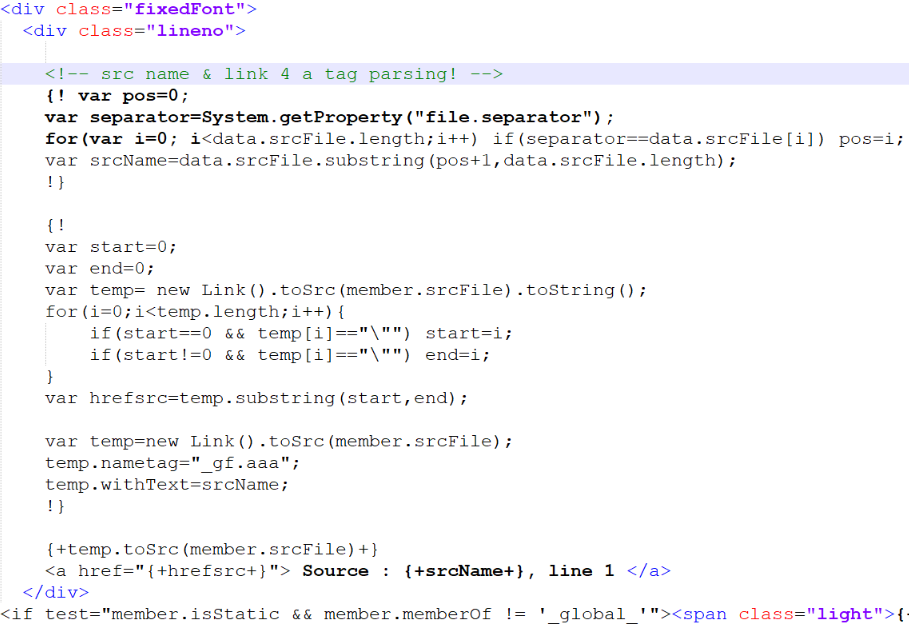 <div class="fixedFont">
<div class="lineno">
<!-- src name & link 4 a tag parsing! -->
{! var pos=0;
var separator=System.getProperty("file.separator");
for(var i=0; i<data.srcFile.length;i++) if(separator==data.srcFile[i]) pos=i;
var srcName=data.srcFile.substring(pos+1,data.srcFile.length);
!}
{!
var start=0;
var end=0;
var temp= new Link().toSrc(member.srcFile).toString();
for(i=0;i<temp.length;i++){
if(start==0 && temp[i]=="\"") start=i;
if(start!=0 && temp[i]=="\"") end=i;
}
var hrefsrc=temp.substring(start,end);
var temp=new Link().toSrc(member.srcFile);
temp.nametag="_gf.aaa";
temp.withText=srcName;
!}
{+temp.toSrc(member.srcFile)+}
<a href="{+hrefsrc+}"> Source : {+srcName+}, line 1 </a>
</div>
<if test="member.isStatic && member.memberOf != '_global_'"><span class="light">{